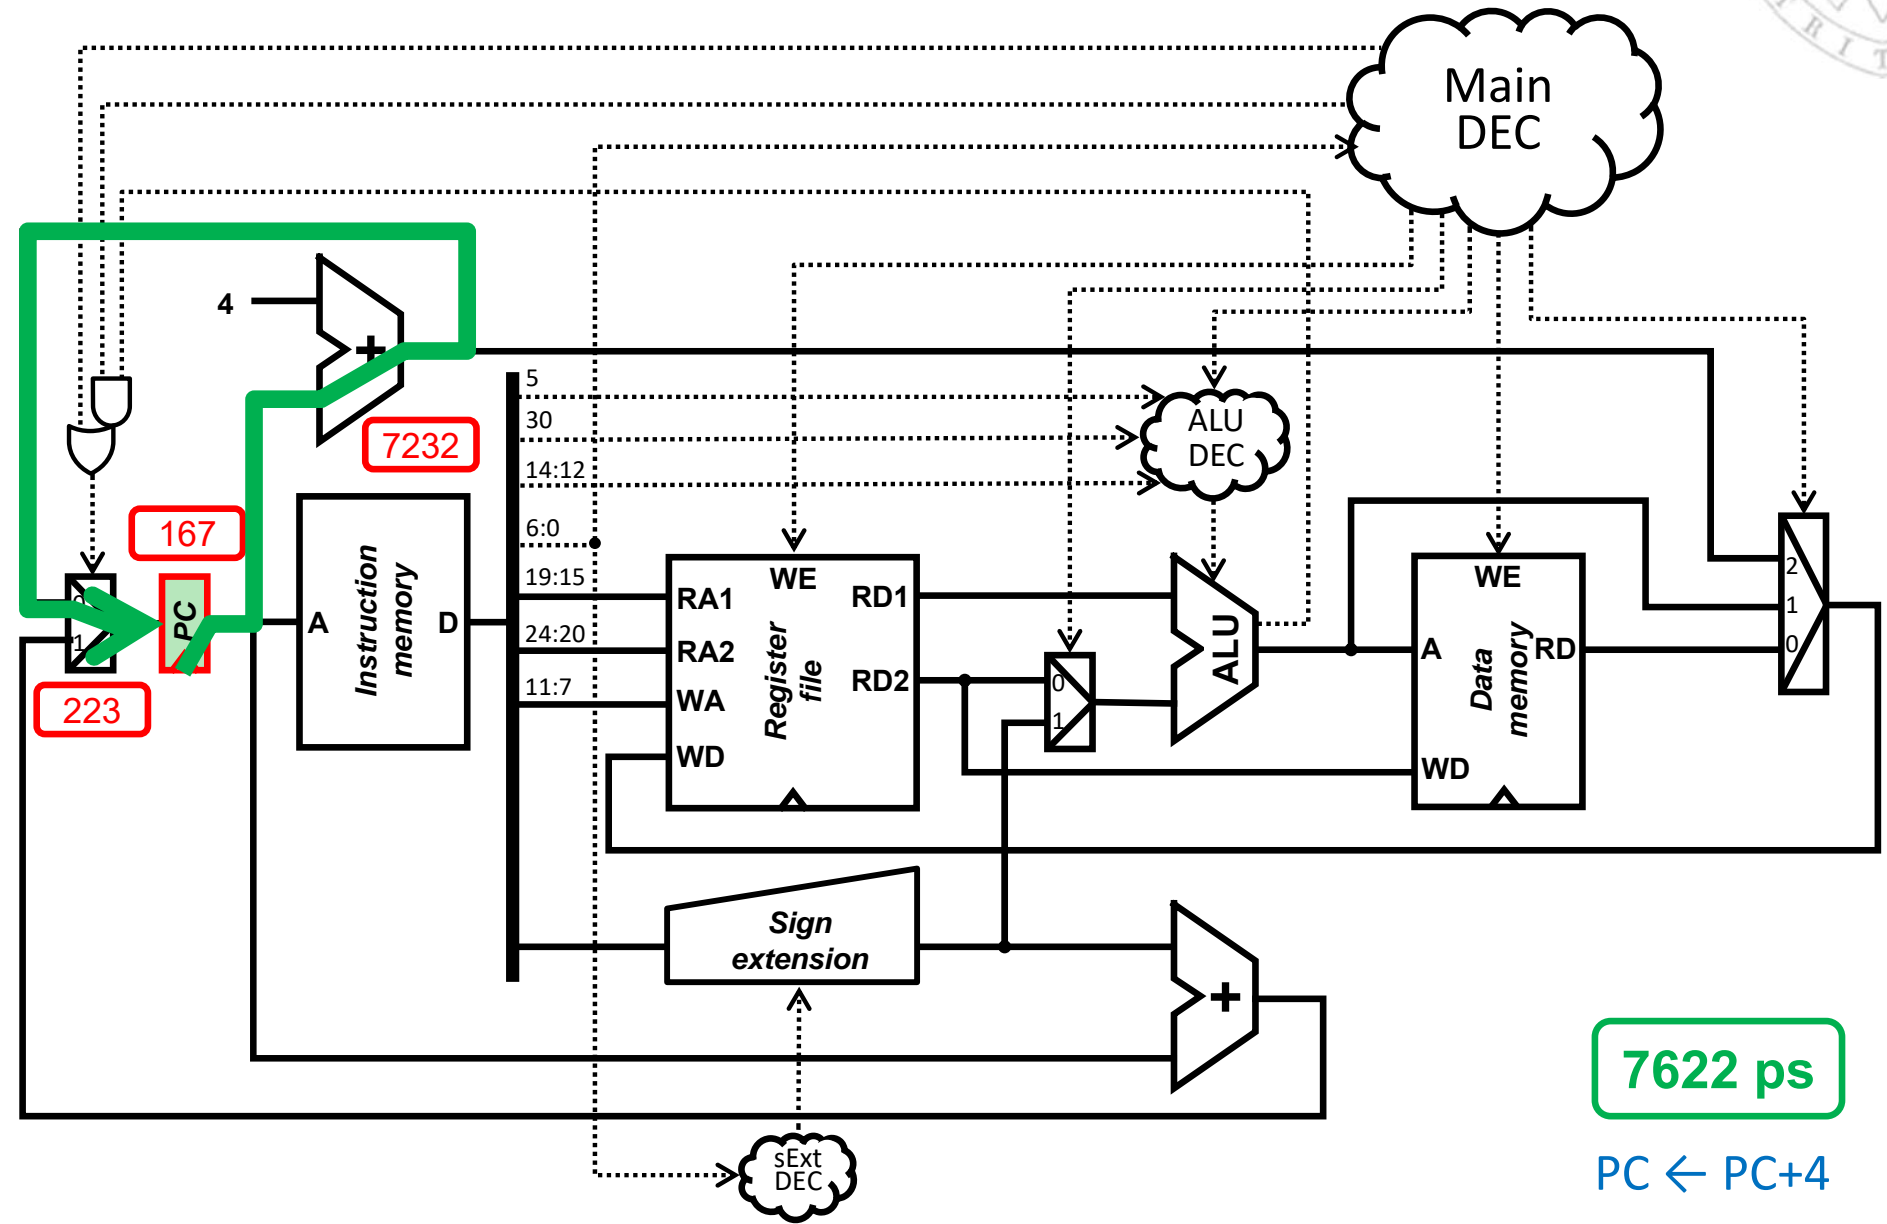 Main
DEC
4
+
7232
5
30
14:12
6:0
19:15
24:20
11:7
ALU
DEC
167
223
0
1
PC
A
Instruction
memory
D
RA1
RA2
WA
WD
WE
Register
file
RD1
RD2
0
1
ALU
A
WE
Data
memory
RD
WD
2
1
0
Sign
extension
+
sExt
DEC
7622 ps
PC ← PC+4
R I T